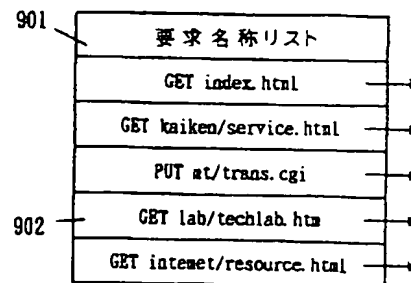 901
要求名称リスト
GET index.html
GET kaiken/service.html
PUT mt/trans.cgi
902
GET lab/techlab.htm
GET intemet/resource.html